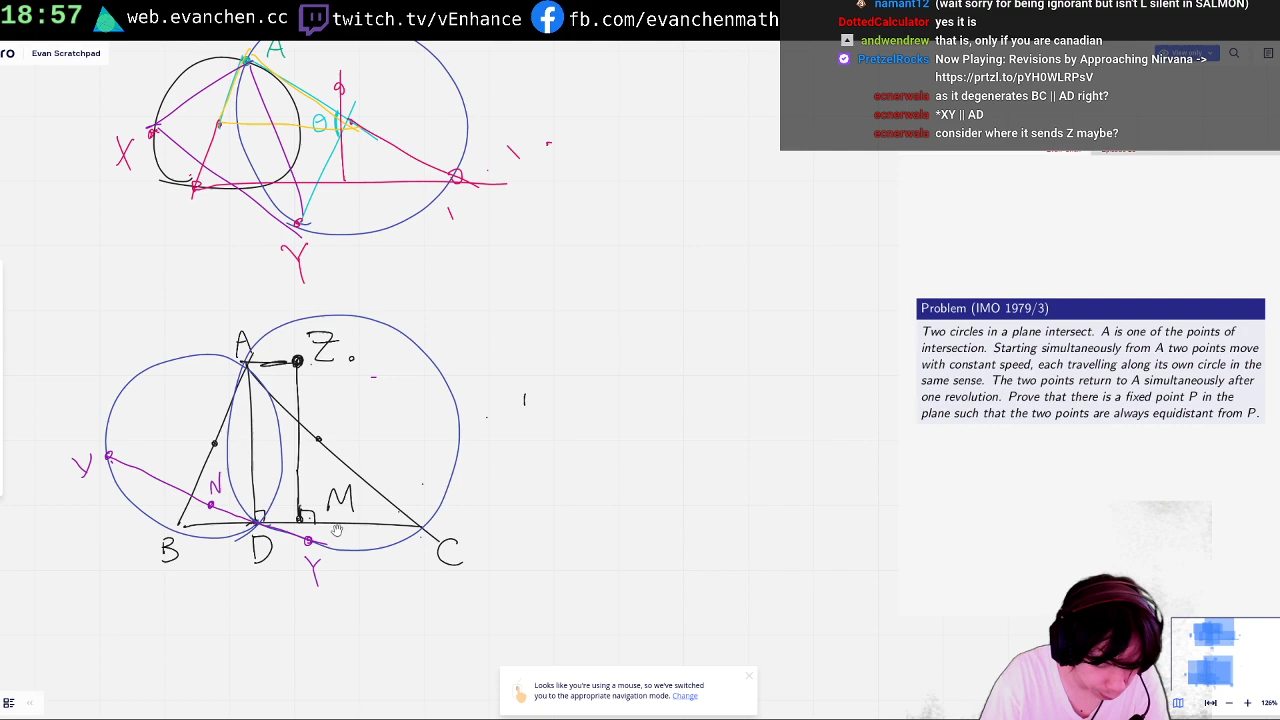 18:57
web.evanchen.cc
twitch.tv/vEnhance
fb.com/evanchenmath
ro
Evan Scratchpad
View only
namant12 (wait sorry for being ignorant but isn't L silent in SALMON)
DottedCalculator yes it is
andwendrew that is, only if you are canadian
PretzelRocks Now Playing: Revisions by Approaching Nirvana ->
https://prtzl.to/pYH0WLRPsV
ecnerwala as it degenerates BC || AD right?
ecnerwala *XY || AD
ecnerwala consider where it sends Z maybe?
A
X
Y
A
Z
Y
N
M
B
D
C
Y
Problem (IMO 1979/3)
Two circles in a plane intersect. A is one of the points of
intersection. Starting simultaneously from A two points move
with constant speed, each travelling along its own circle in the
same sense. The two points return to A simultaneously after
one revolution. Prove that there is a fixed point P in the
plane such that the two points are always equidistant from P.
Looks like you're using a mouse, so we've switched
you to the appropriate navigation mode. Change
126%